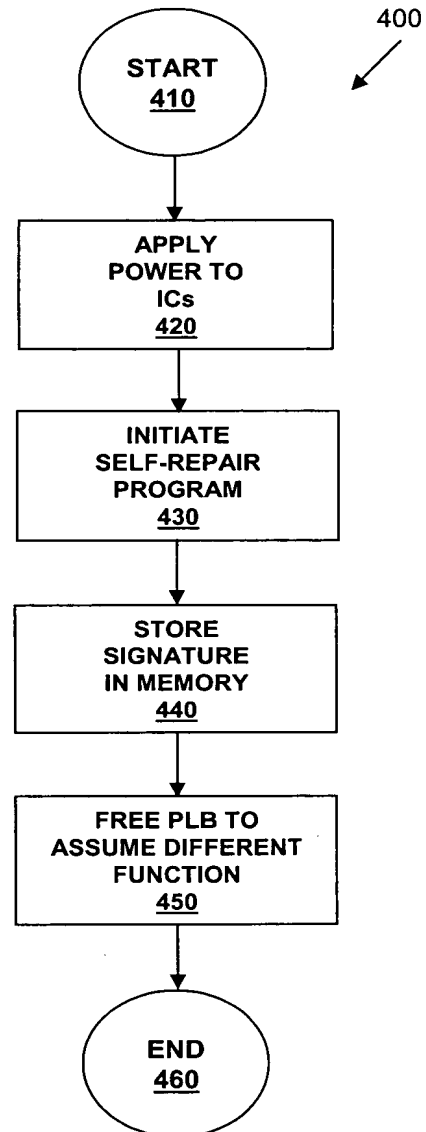 400
START
410
APPLY
POWER TO
ICs
420
INITIATE
SELF-REPAIR
PROGRAM
430
STORE
SIGNATURE
IN MEMORY
440
FREE PLB TO
ASSUME DIFFERENT
FUNCTION
450
END
460